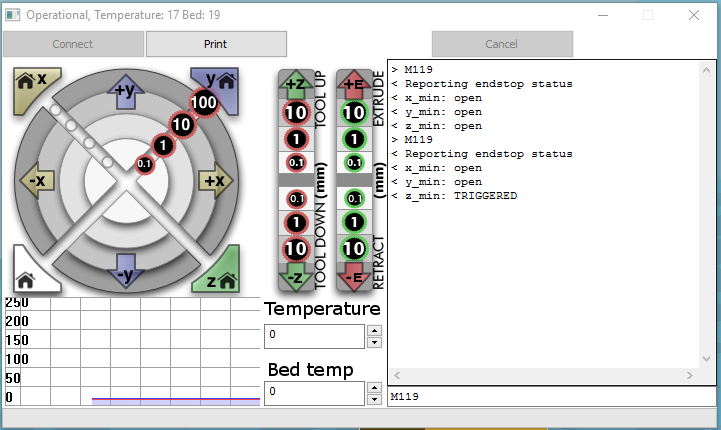 Operational, Temperature: 17 Bed: 19
Connect
Print
Cancel
x
+y
y
100
10
1
0.1
-x
+x
-y
z
+Z
10
1
0.1
0.1
1
10
-Z
TOOL UP
(mm)
TOOL DOWN
+E
10
1
0.1
0.1
1
10
-E
EXTRUDE
(mm)
RETRACT
> M119
< Reporting endstop status
< x_min: open
< y_min: open
< z_min: open
> M119
< Reporting endstop status
< x_min: open
< y_min: open
< z_min: TRIGGERED
250
200
150
100
50
0
Temperature
0
Bed temp
0
M119